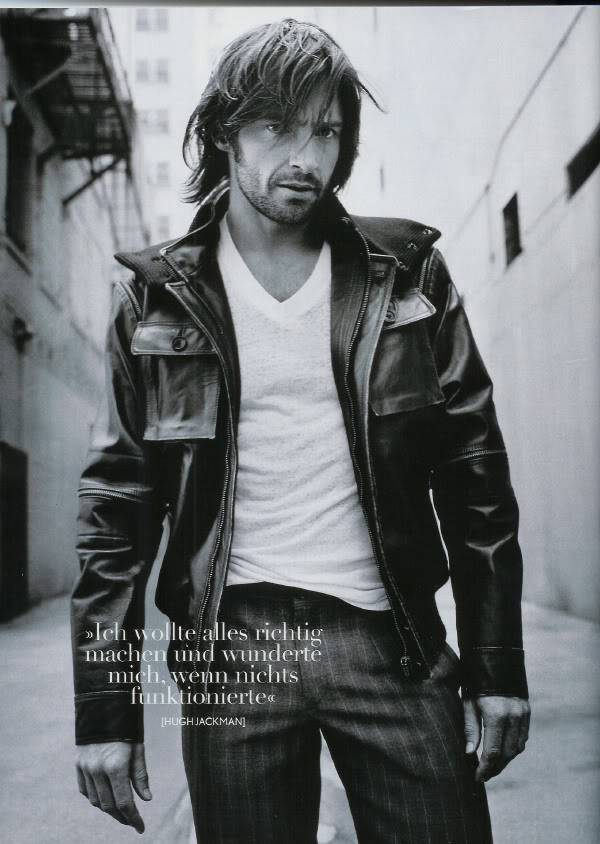 »Ich wollte alles richtig
machen und wunderte
mich, wenn nichts
funktionierte«
[HUGH JACKMAN]